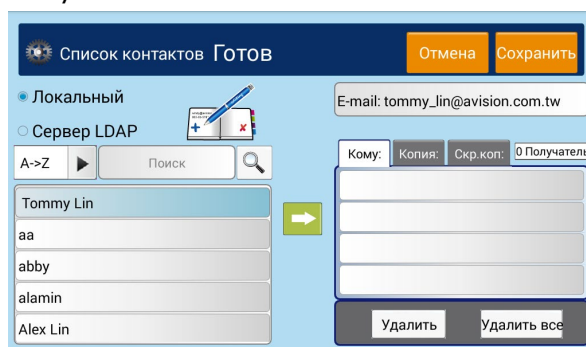 Список контактов Готов
Отмена
Сохранить
Локальный
Сервер LDAP
E-mail: tommy_lin@avision.com.tw
A->Z
Поиск
Кому:
Копия:
Скр.коп:
0 Получатель
Tommy Lin
aa
abby
alamin
Alex Lin
Удалить
Удалить все